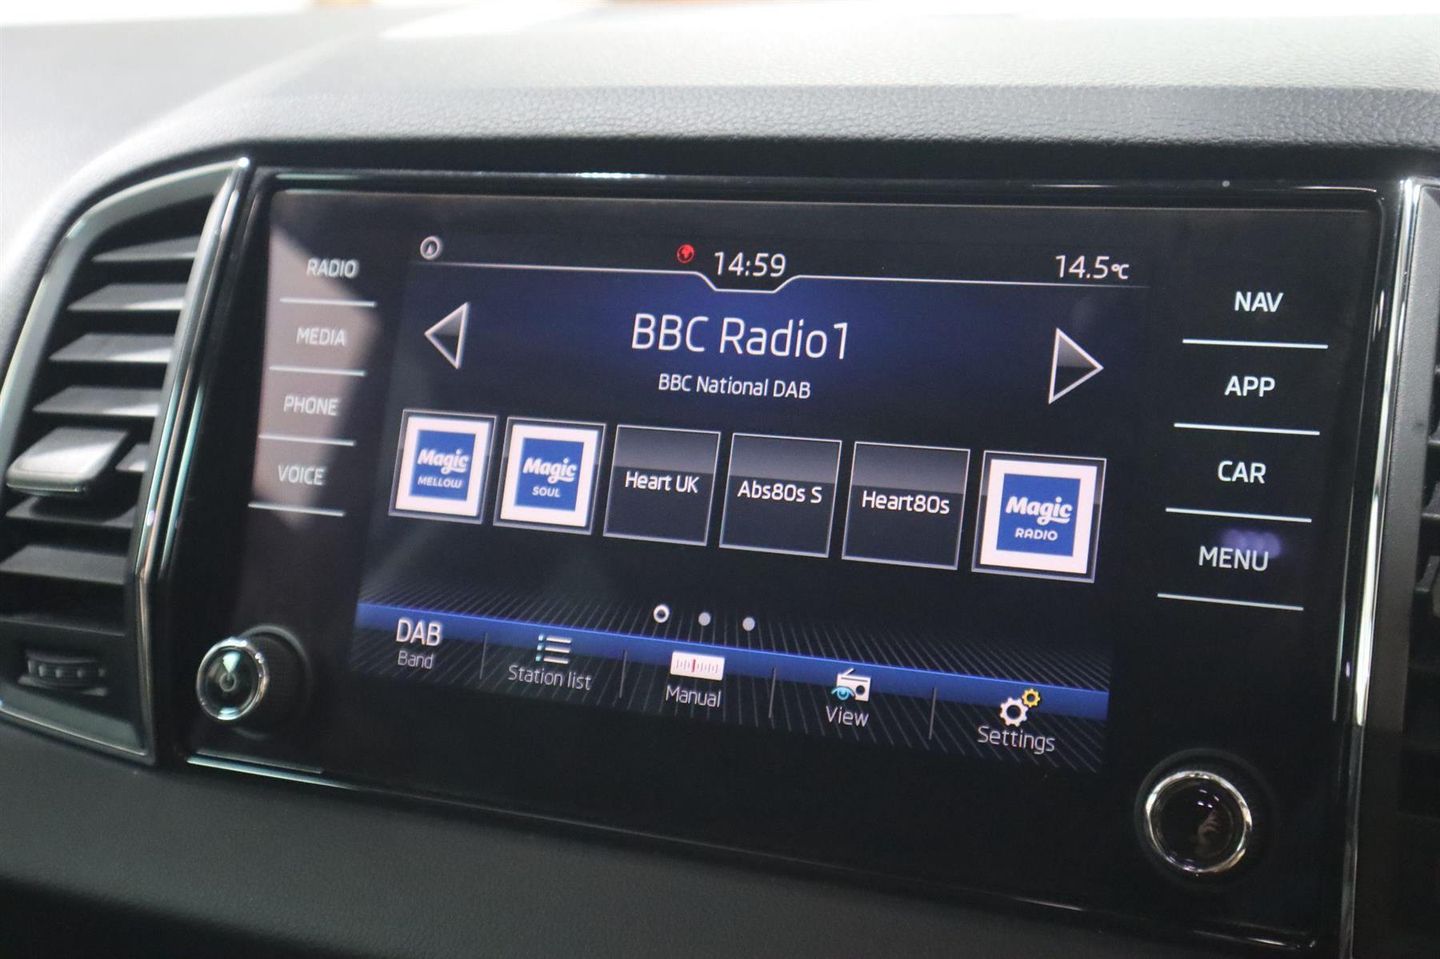 RADIO
MEDIA
PHONE
VOICE
14:59
14.5°C
BBC Radio1
BBC National DAB
Magic
MELLOW
Magic
SOUL
Heart UK
Abs80s S
Heart80s
Magic
RADIO
DAB
Band
Station list
Manual
View
Settings
NAV
APP
CAR
MENU